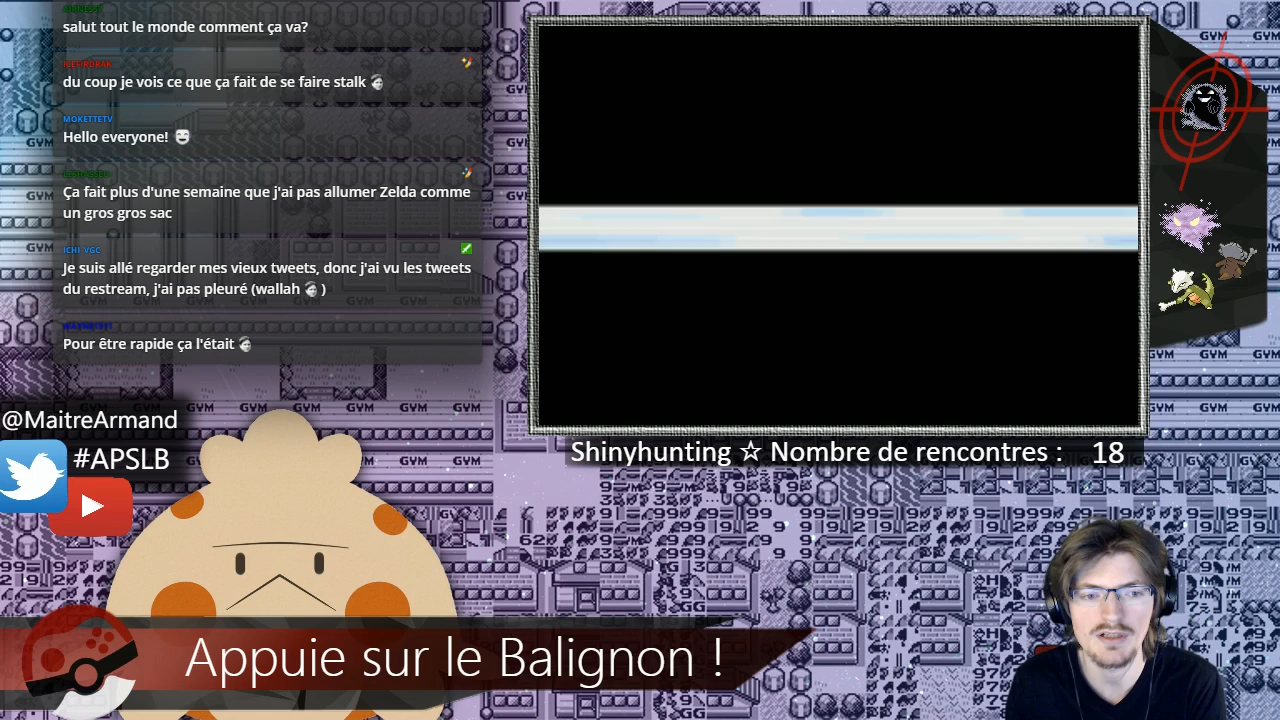 salut tout le monde comment ça va?
du coup je vois ce que ça fait de se faire stalk
MOKETTETV
Hello everyone!
Ça fait plus d'une semaine que j'ai pas allumer Zelda comme
un gros gros sac
ICHI_VGC
Je suis allé regarder mes vieux tweets, donc j'ai vu les tweets
du restream, j'ai pas pleuré (wallah )
Pour être rapide ça l'était
@MaitreArmand
#APSLB
Shinyhunting ☆ Nombre de rencontres : 18
Appuie sur le Balignon !